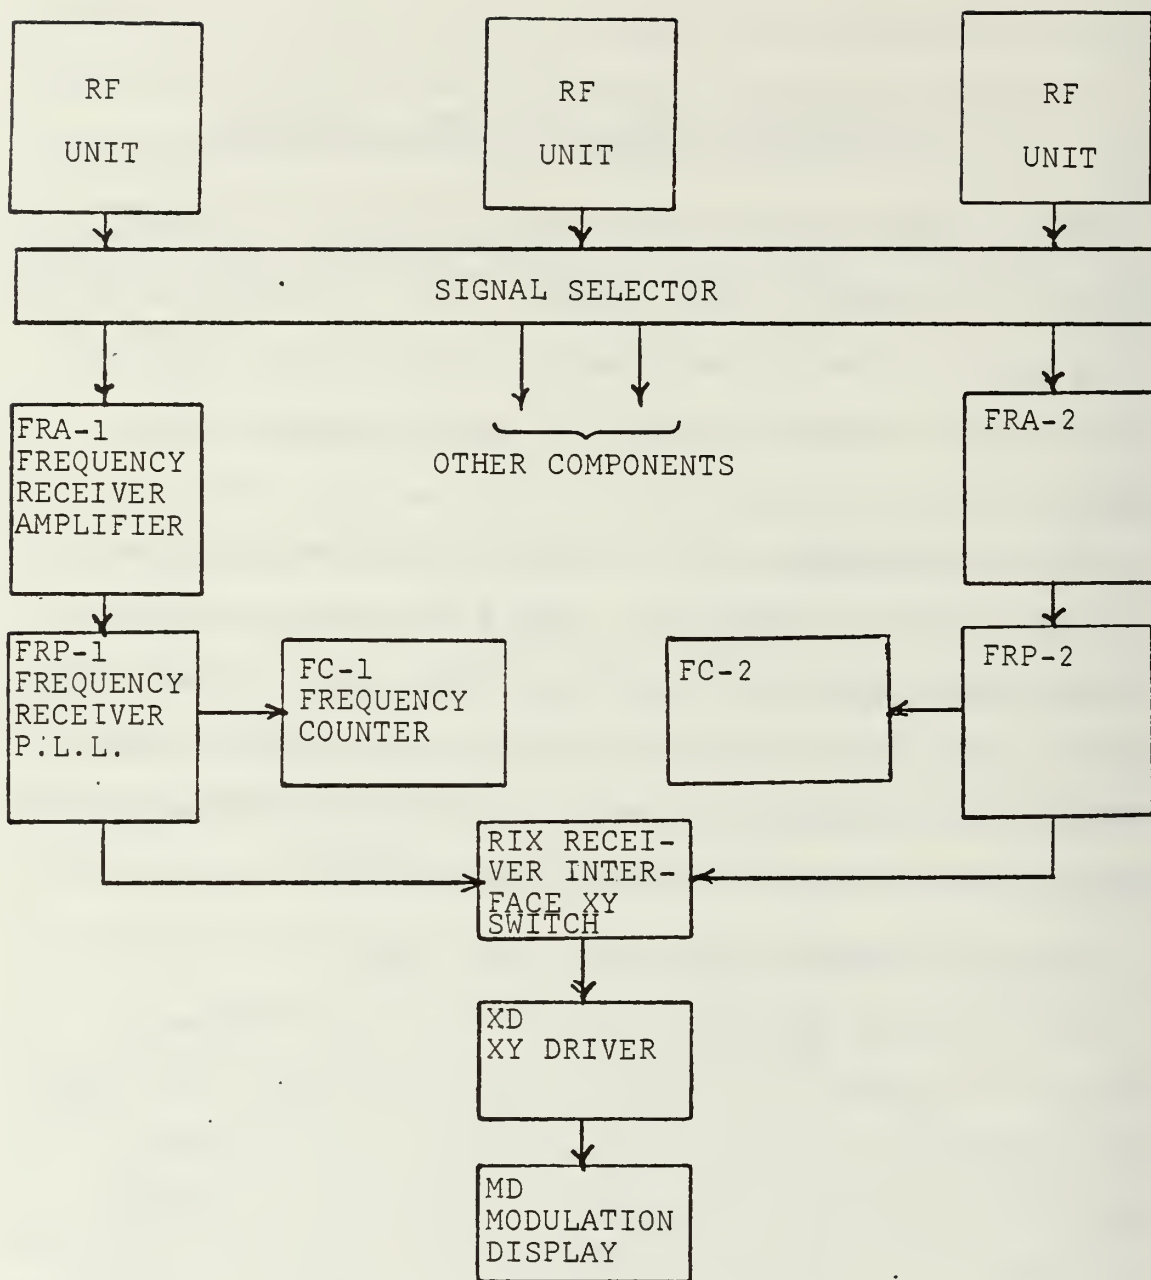 RF
UNIT
RF
UNIT
RF
UNIT
SIGNAL SELECTOR
FRA-1
FREQUENCY
RECEIVER
AMPLIFIER
OTHER COMPONENTS
FRA-2
FRP-1
FREQUENCY
RECEIVER
P.L.L.
FC-1
FREQUENCY
COUNTER
FC-2
FRP-2
RIX RECEI-
VER INTER-
FACE XY
SWITCH
XD
XY DRIVER
MD
MODULATION
DISPLAY